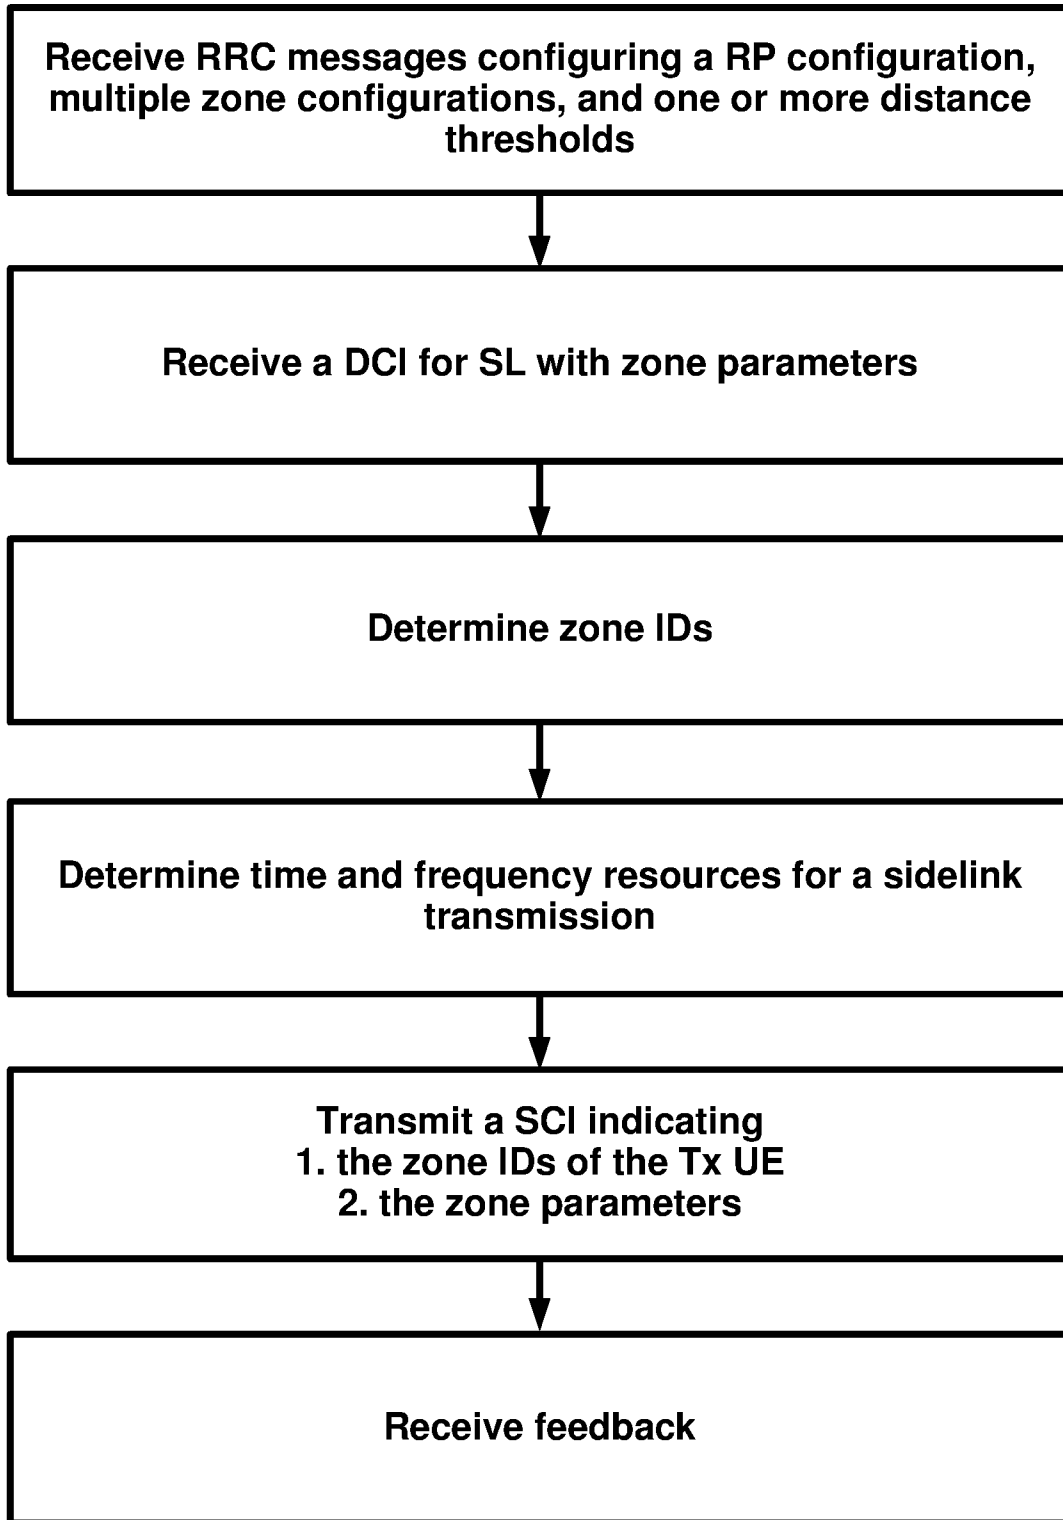 Receive RRC messages configuring a RP configuration,
multiple zone configurations, and one or more distance
thresholds
Receive a DCI for SL with zone parameters
Determine zone IDs
Determine time and frequency resources for a sidelink
transmission
Transmit a SCI indicating
1. the zone IDs of the Tx UE
2. the zone parameters
Receive feedback